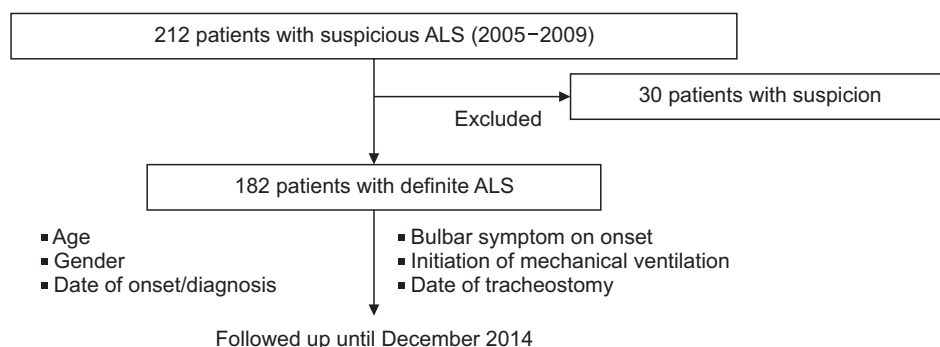 212 patients with suspicious ALS (2005−2009)
30 patients with suspicion
Excluded
182 patients with definite ALS
▪ Age
▪ Gender
▪ Date of onset/diagnosis
▪ Bulbar symptom on onset
▪ Initiation of mechanical ventilation
▪ Date of tracheostomy
Followed up until December 2014